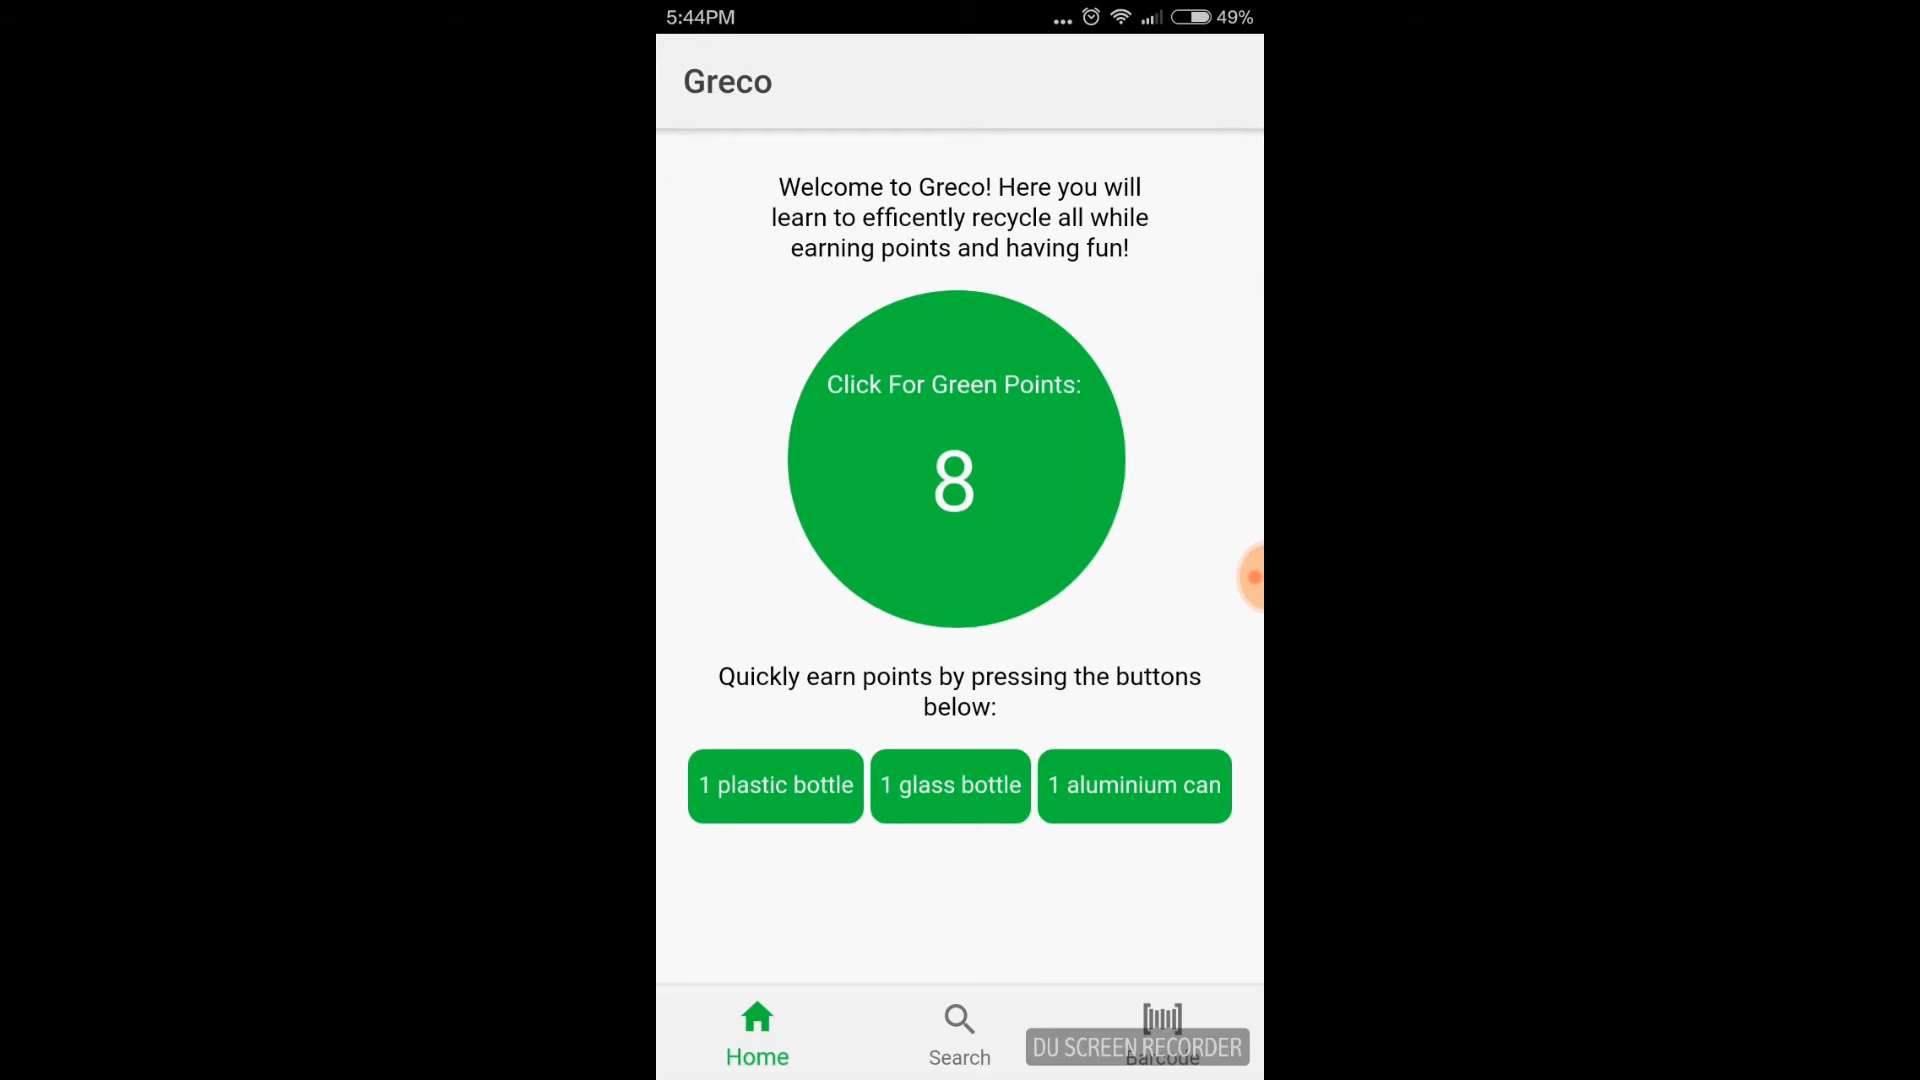 5:44PM
49%
Greco
Welcome to Greco! Here you will
learn to efficently recycle all while
earning points and having fun!
Click For Green Points:
8
Quickly earn points by pressing the buttons
below:
1 plastic bottle
1 glass bottle
1 aluminium can
Home
Search
Barcode
DU SCREEN RECORDER